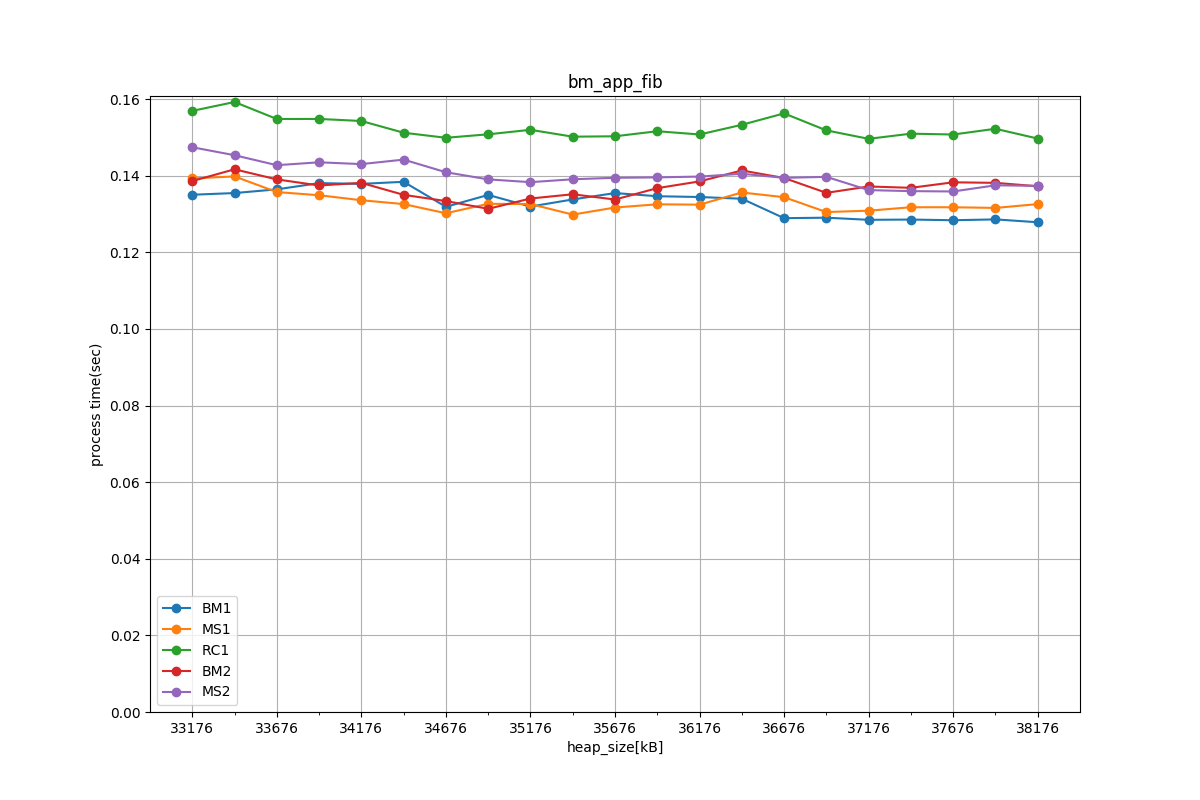 bm_app_fib
process time(sec)
0.16
0.14
0.12
0.10
0.08
0.06
0.04
0.02
0.00
BM1
MS1
RC1
BM2
MS2
33176 33676 34176 34676 35176 35676 36176 36676 37176 37676 38176
heap_size[kB]